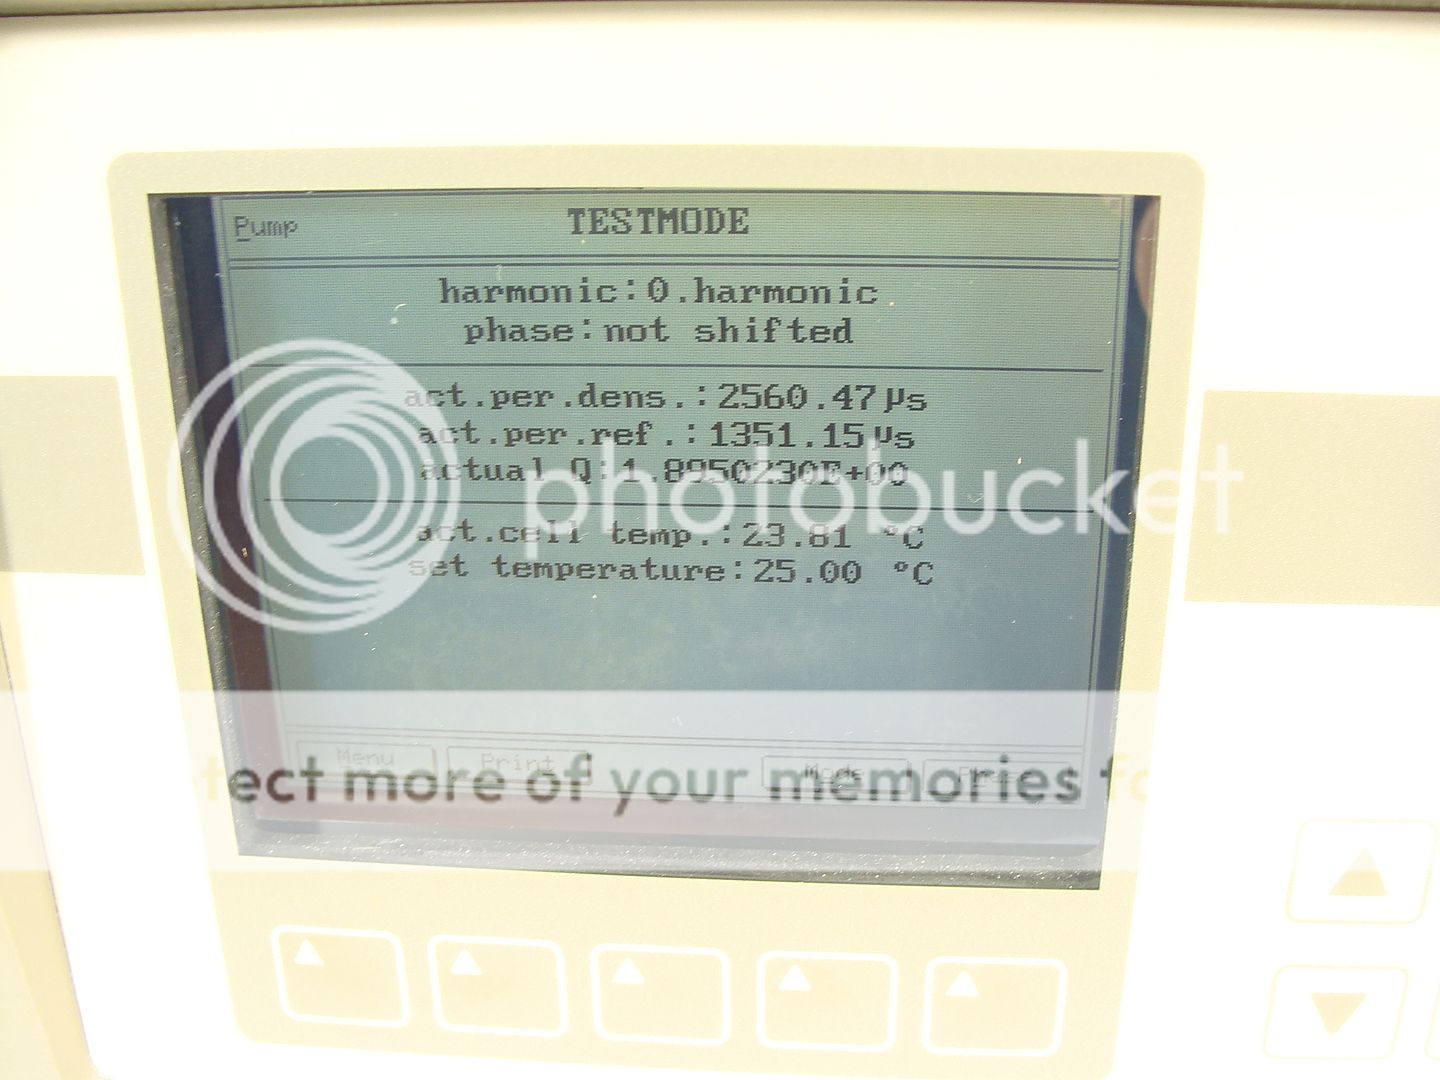 Pump
TESTMODE
harmonic:0.harmonic
phase:not shifted
act.per.dens.:2560.47µs
act.per.ref.:1351.15µs
actual Q:1.8950230E+00
act.cell temp.:23.81 °C
set temperature:25.00 °C
photobucket
Menu Print Mode Phase
more of your memories